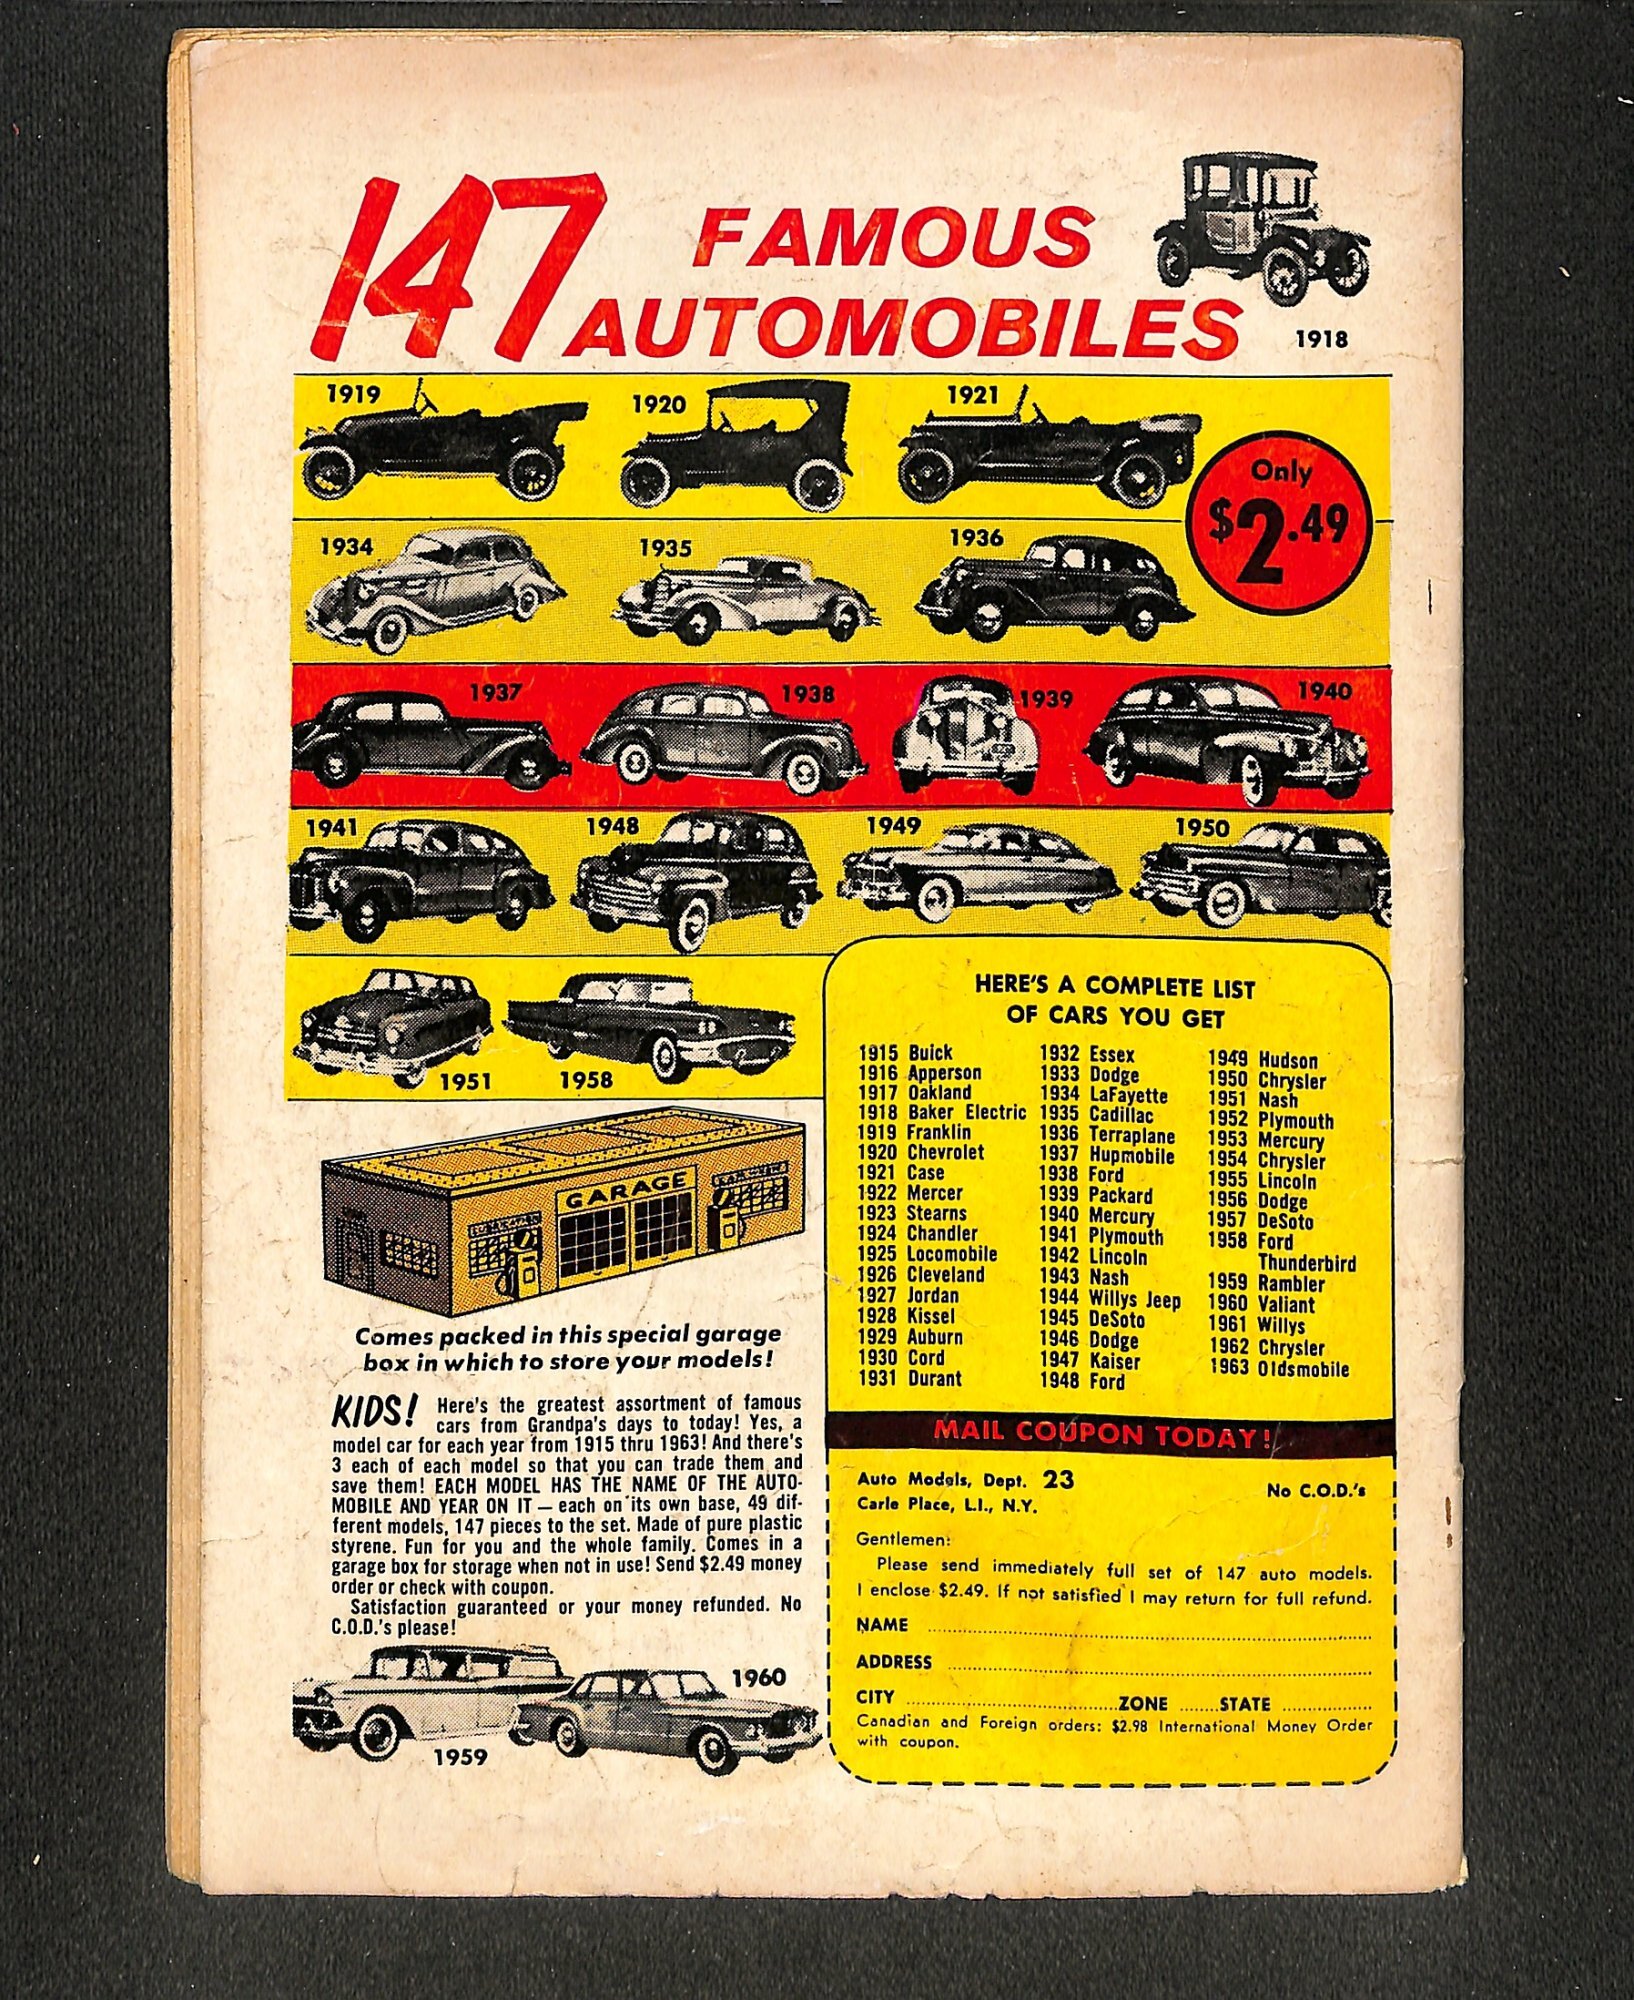 147 FAMOUS
AUTOMOBILES
1918
1919
1920
1921
Only
$2.49
1934
1935
1936
1937
1938
1939
1940
1941
1948
1949
1950
1951
1958
GARAGE
Comes packed in this special garage
box in which to store your models!
KIDS! Here's the greatest assortment of famous
cars from Grandpa's days to today! Yes, a
model car for each year from 1915 thru 1963! And there's
3 each of each model so that you can trade them and
save them! EACH MODEL HAS THE NAME OF THE AUTO-
MOBILE AND YEAR ON IT — each on its own base, 49 dif-
ferent models, 147 pieces to the set. Made of pure plastic
styrene. Fun for you and the whole family. Comes in a
garage box for storage when not in use! Send $2.49 money
order or check with coupon.
Satisfaction guaranteed or your money refunded. No
C.O.D.'s please!
1959
1960
HERE'S A COMPLETE LIST
OF CARS YOU GET
1915 Buick
1916 Apperson
1917 Oakland
1918 Baker Electric
1919 Franklin
1920 Chevrolet
1921 Case
1922 Mercer
1923 Stearns
1924 Chandler
1925 Locomobile
1926 Cleveland
1927 Jordan
1928 Kissel
1929 Auburn
1930 Cord
1931 Durant
1932 Essex
1933 Dodge
1934 LaFayette
1935 Cadillac
1936 Terraplane
1937 Hupmobile
1938 Ford
1939 Packard
1940 Mercury
1941 Plymouth
1942 Lincoln
1943 Nash
1944 Willys Jeep
1945 DeSoto
1946 Dodge
1947 Kaiser
1948 Ford
1949 Hudson
1950 Chrysler
1951 Nash
1952 Plymouth
1953 Mercury
1954 Chrysler
1955 Lincoln
1956 Dodge
1957 DeSoto
1958 Ford
Thunderbird
1959 Rambler
1960 Valiant
1961 Willys
1962 Chrysler
1963 Oldsmobile
MAIL COUPON TODAY!
Auto Models, Dept. 23
Carle Place, L.I., N.Y.
No C.O.D.'s
Gentlemen:
Please send immediately full set of 147 auto models.
I enclose $2.49. If not satisfied I may return for full refund.
NAME
ADDRESS
CITY ZONE STATE
Canadian and Foreign orders: $2.98 International Money Order
with coupon.